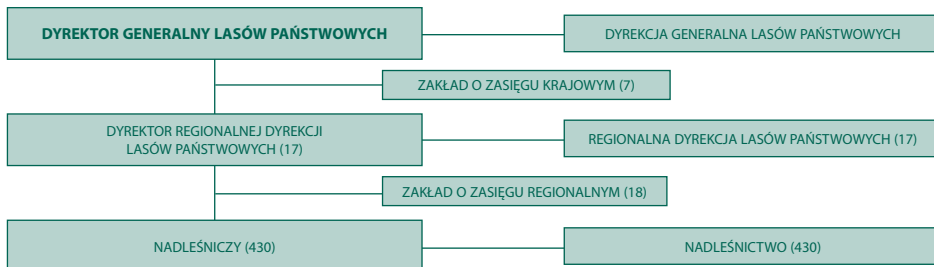 DYREKTOR GENERALNY LASÓW PAŃSTWOWYCH
DYREKCJA GENERALNA LASÓW PAŃSTWOWYCH
ZAKŁAD O ZASIĘGU KRAJOWYM (7)
DYREKTOR REGIONALNEJ DYREKCJI
LASÓW PAŃSTWOWYCH (17)
REGIONALNA DYREKCJA LASÓW PAŃSTWOWYCH (17)
ZAKŁAD O ZASIĘGU REGIONALNYM (18)
NADLEŚNICZY (430)
NADLEŚNICTWO (430)